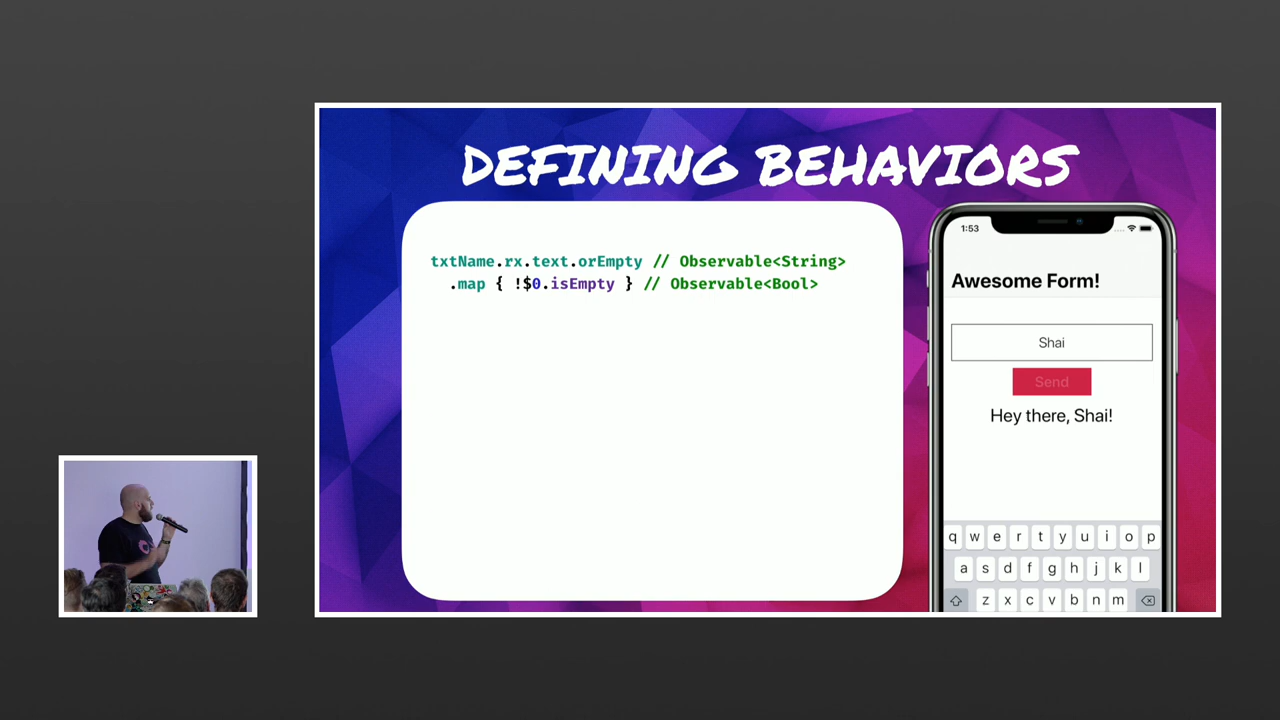 DEFINING BEHAVIORS
txtName.rx.text.orEmpty // Observable<String>
.map { !$0.isEmpty } // Observable<Bool>
1:53
Awesome Form!
Shai
Send
Hey there, Shai!
q w e r t y u i o p
a s d f g h j k l
z x c v b n m